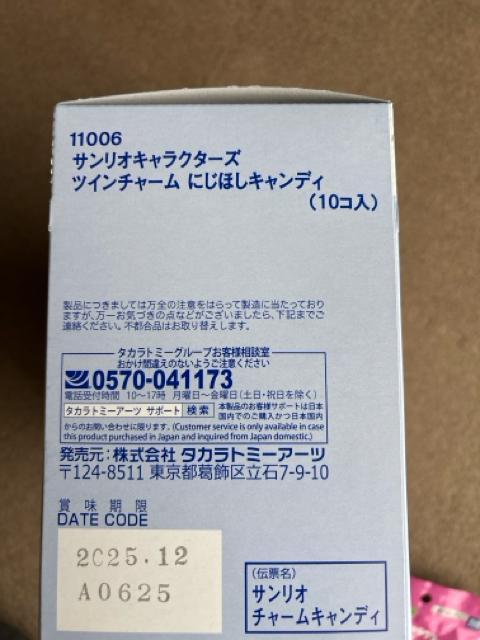 11006
サンリオキャラクターズ
ツインチャーム にじほしキャンディ
(10コ入)
製品につきましては万全の注意をはらって製造に当たっており
ますが、万一お気づきの点などがございましたら、下記までご
連絡ください。不都合品はお取り替えします。
タカラトミーグループお客様相談室
おかけ間違えのないようご注意ください
0570-041173
電話受付時間 10〜17時 月曜日〜金曜日(土日・祝日を除く)
タカラトミーアーツ サポート 検索 本製品のお客様サポートは日本
国内でのご購入かつ日本国内
からのお問い合わせに限ります。(Customer service is only available in case
this product purchased in Japan and inquired from Japan domestic.)
発売元: 株式会社 タカラトミーアーツ
〒124-8511 東京都葛飾区立石7-9-10
賞味期限
DATE CODE
2025.12
A0625
(伝票名)
サンリオ
チャームキャンディ